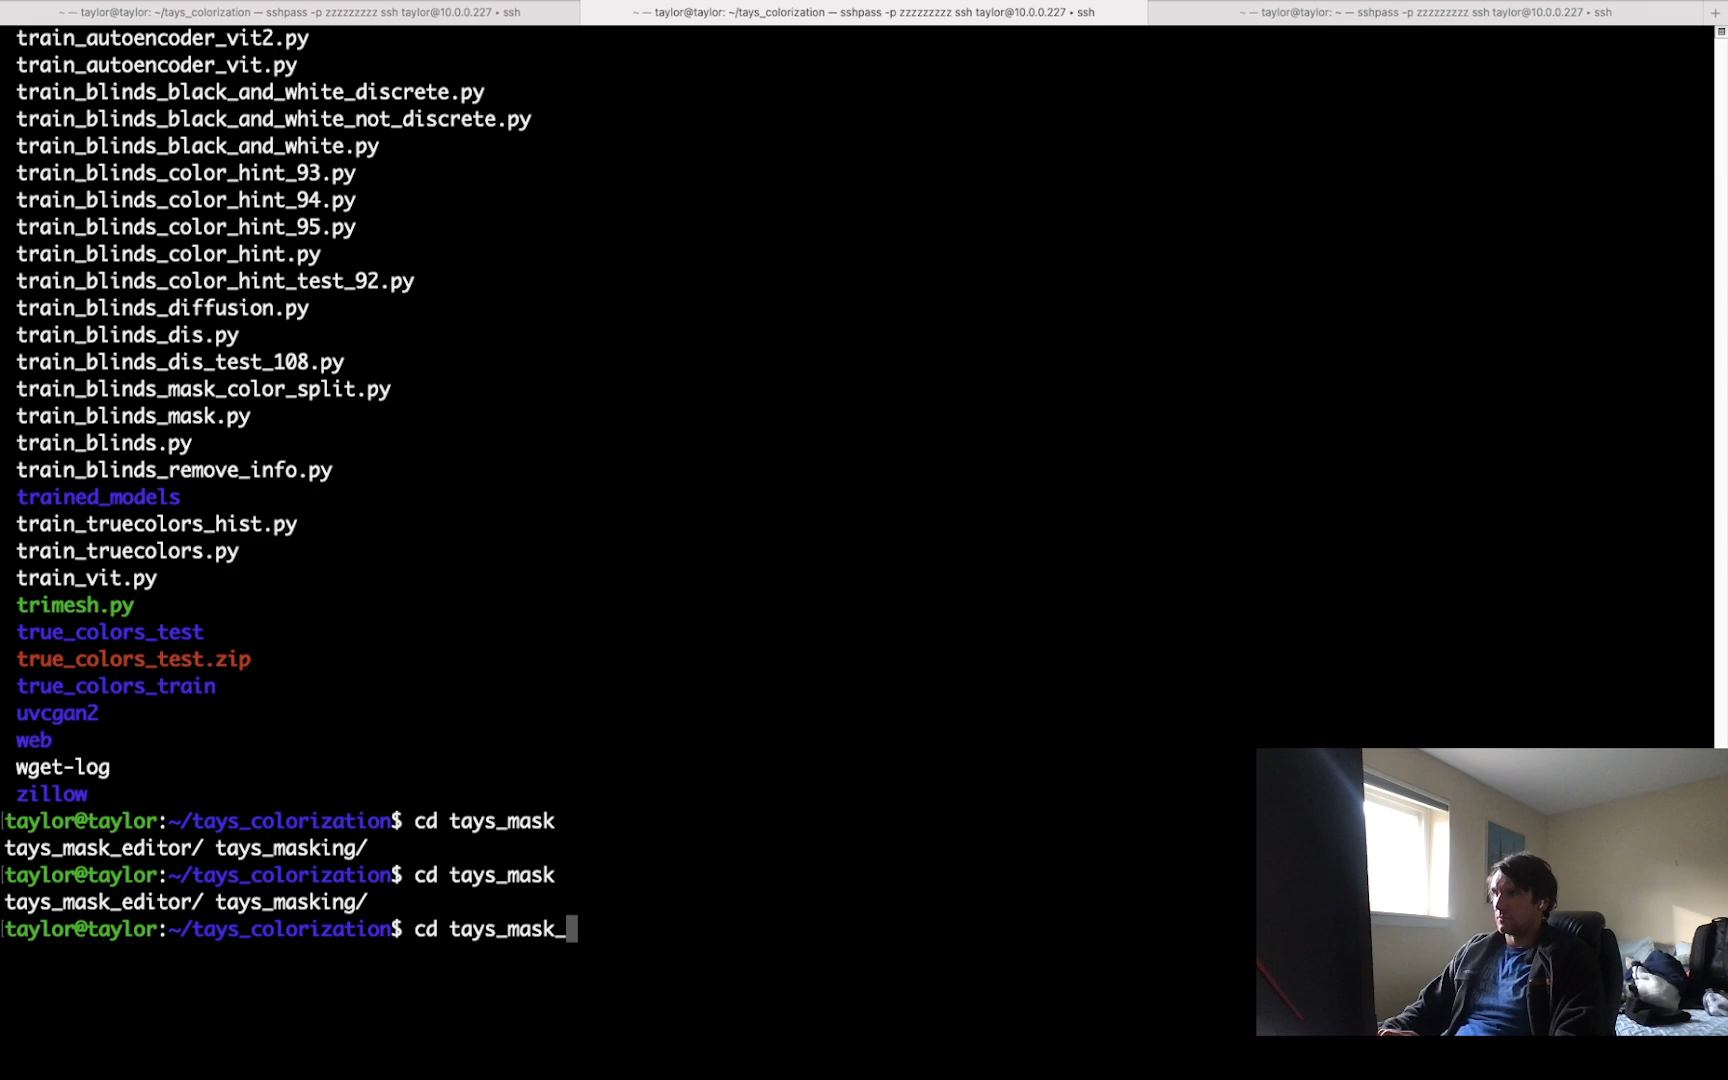 ~ — taylor@taylor: ~/tays_colorization — sshpass -p zzzzzzzzz ssh taylor@10.0.0.227 • ssh
~ — taylor@taylor: ~/tays_colorization — sshpass -p zzzzzzzzz ssh taylor@10.0.0.227 • ssh
~ — taylor@taylor: ~ — sshpass -p zzzzzzzzz ssh taylor@10.0.0.227 • ssh
+
train_autoencoder_vit2.py
train_autoencoder_vit.py
train_blinds_black_and_white_discrete.py
train_blinds_black_and_white_not_discrete.py
train_blinds_black_and_white.py
train_blinds_color_hint_93.py
train_blinds_color_hint_94.py
train_blinds_color_hint_95.py
train_blinds_color_hint.py
train_blinds_color_hint_test_92.py
train_blinds_diffusion.py
train_blinds_dis.py
train_blinds_dis_test_108.py
train_blinds_mask_color_split.py
train_blinds_mask.py
train_blinds.py
train_blinds_remove_info.py
trained_models
train_truecolors_hist.py
train_truecolors.py
train_vit.py
trimesh.py
true_colors_test
true_colors_test.zip
true_colors_train
uvcgan2
web
wget-log
zillow
taylor@taylor:~/tays_colorization$ cd tays_mask
tays_mask_editor/ tays_masking/
taylor@taylor:~/tays_colorization$ cd tays_mask
tays_mask_editor/ tays_masking/
taylor@taylor:~/tays_colorization$ cd tays_mask_